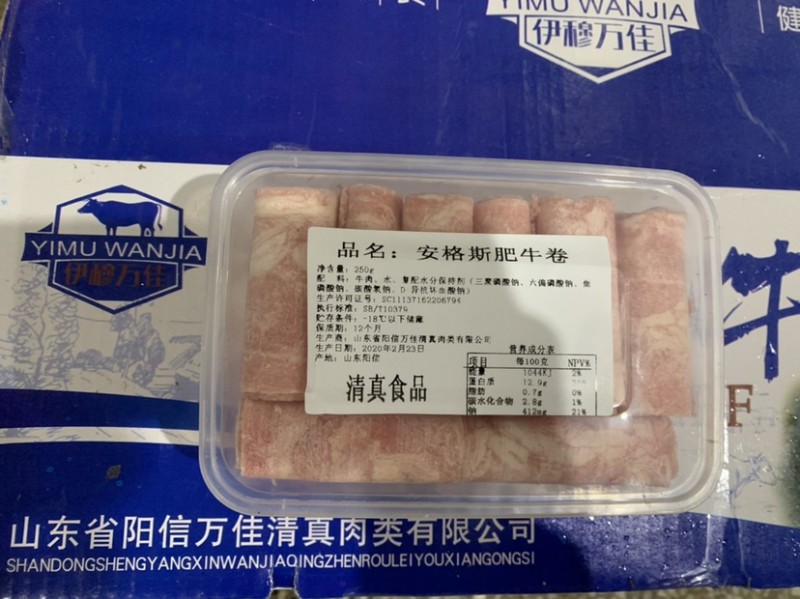 YIMU WANJIA
伊穆万佳
健
YIMU WANJIA
伊穆万佳
牛
F
品名：安格斯肥牛卷
净含量：250g
配 料：牛肉、水、复配水分保持剂（三聚磷酸钠、六偏磷酸钠、焦
磷酸钠、碳酸氢钠、D-异抗坏血酸钠）
生产许可证号：SC11137162206794
执行标准：SB/T10379
贮存条件：-18℃以下储藏
保质期：12个月
生产商：山东省阳信万佳清真肉类有限公司
生产日期：2020年2月23日
产地：山东阳信
清真食品
营养成分表
项目 每100克 NPV%
能量 1044KJ 2%
蛋白质 12.9g
脂肪 0.7g 0%
碳水化合物 2.8g 1%
钠 412mg 21%
山东省阳信万佳清真肉类有限公司
SHANDONGSHENGYANGXINWANJIAQINGZHENROULEIYOUXIANGONGSI